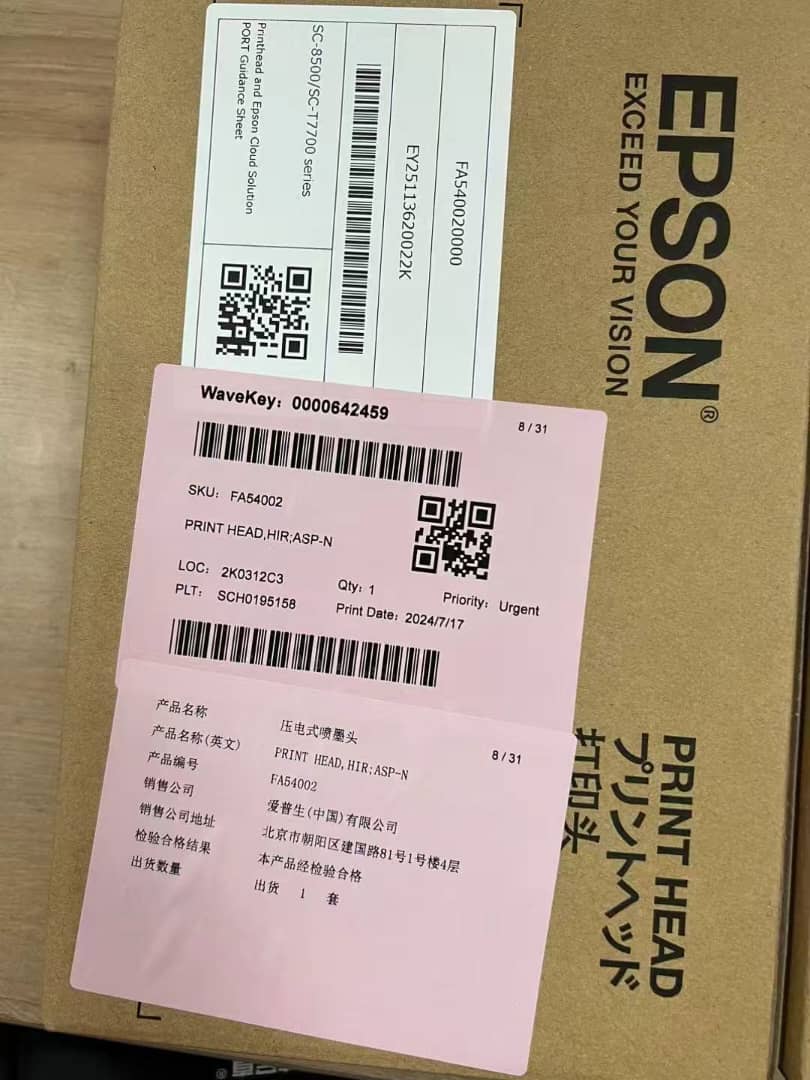 EPSON®
EXCEED YOUR VISION
FA540020000
EY25113620022K
SC-8500/SC-T7700 series
Printhead and Epson Cloud Solution
PORT Guidance Sheet
WaveKey: 0000642459
8 / 31
SKU: FA54002
PRINT HEAD,HIR;ASP-N
LOC: 2K0312C3
Qty: 1
Priority: Urgent
PLT: SCH0195158
Print Date: 2024/7/17
产品名称 压电式喷墨头
8 / 31
产品名称(英文) PRINT HEAD,HIR;ASP-N
产品编号 FA54002
销售公司 爱普生(中国)有限公司
销售公司地址 北京市朝阳区建国路81号1号楼4层
检验合格结果 本产品经检验合格
出货数量 出货 1 套
PRINT HEAD
プリントヘッド
打印头